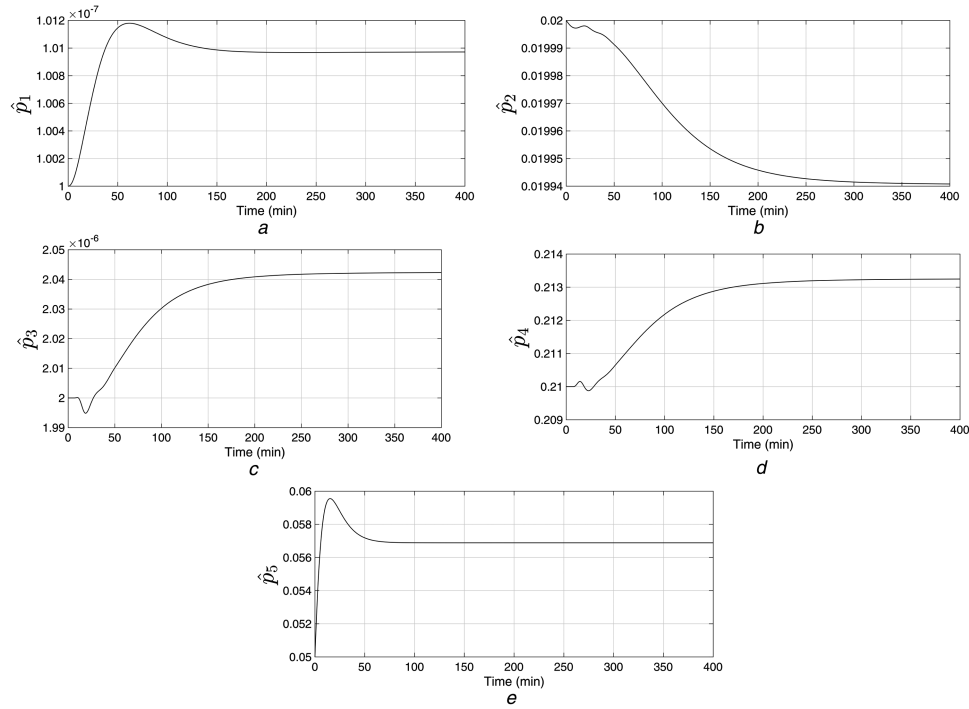 ×10⁻⁷
1.012
1.01
1.008
1.006
1.004
1.002
1
p̂₁
0 50 100 150 200 250 300 350 400
Time (min)
a
0.02
0.01999
0.01998
0.01997
0.01996
0.01995
0.01994
p̂₂
0 50 100 150 200 250 300 350 400
Time (min)
b
×10⁻⁶
2.05
2.04
2.03
2.02
2.01
2
1.99
p̂₃
0 50 100 150 200 250 300 350 400
Time (min)
c
0.214
0.213
0.212
0.211
0.21
0.209
p̂₄
0 50 100 150 200 250 300 350 400
Time (min)
d
0.06
0.058
0.056
0.054
0.052
0.05
p̂₅
0 50 100 150 200 250 300 350 400
Time (min)
e